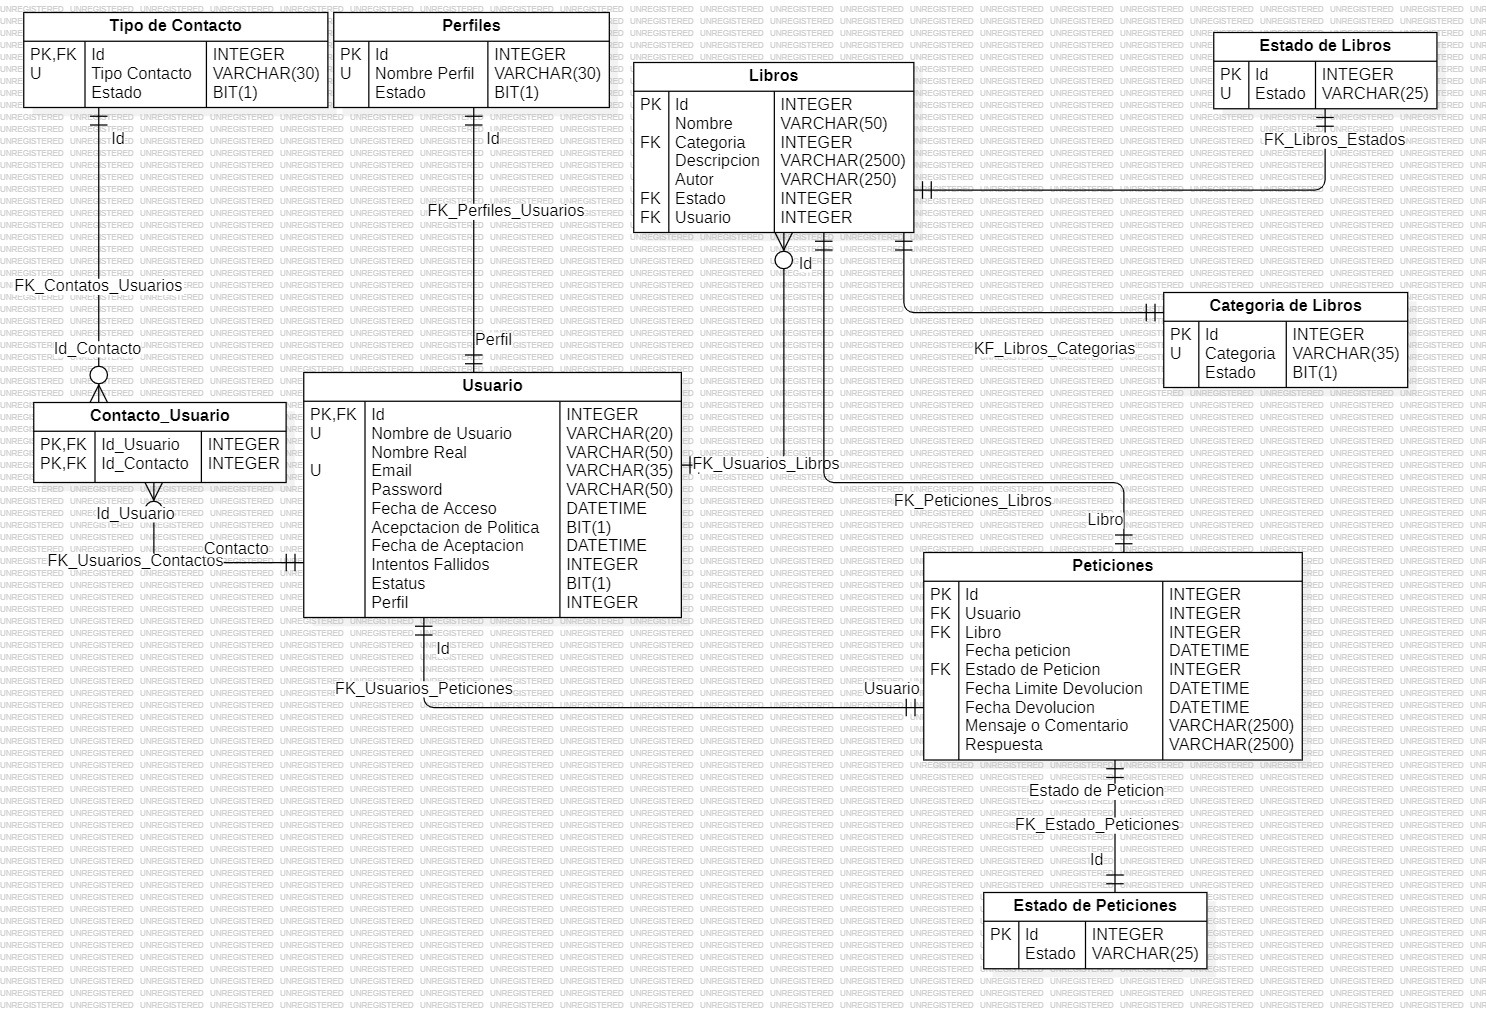 Tipo de Contacto
PK,FK Id INTEGER
U Tipo Contacto VARCHAR(30)
Estado BIT(1)
Perfiles
PK Id INTEGER
U Nombre Perfil VARCHAR(30)
Estado BIT(1)
Libros
PK Id INTEGER
Nombre VARCHAR(50)
FK Categoria INTEGER
Descripcion VARCHAR(2500)
Autor VARCHAR(250)
FK Estado INTEGER
FK Usuario INTEGER
Estado de Libros
PK Id INTEGER
U Estado VARCHAR(25)
Id
Id
FK_Libros_Estados
FK_Perfiles_Usuarios
Id
FK_Contatos_Usuarios
Categoria de Libros
PK Id INTEGER
U Categoria VARCHAR(35)
Estado BIT(1)
KF_Libros_Categorias
Perfil
Id_Contacto
Contacto_Usuario
PK,FK Id_Usuario INTEGER
PK,FK Id_Contacto INTEGER
Usuario
PK,FK Id INTEGER
U Nombre de Usuario VARCHAR(20)
Nombre Real VARCHAR(50)
U Email VARCHAR(35)
Password VARCHAR(50)
Fecha de Acceso DATETIME
Acepctacion de Politica BIT(1)
Fecha de Aceptacion DATETIME
Intentos Fallidos INTEGER
Estatus BIT(1)
Perfil INTEGER
FK_Usuarios_Libros
FK_Peticiones_Libros
Libro
Id_Usuario
Contacto
FK_Usuarios_Contactos
Peticiones
PK Id INTEGER
FK Usuario INTEGER
FK Libro INTEGER
Fecha peticion DATETIME
FK Estado de Peticion INTEGER
Fecha Limite Devolucion DATETIME
Fecha Devolucion DATETIME
Mensaje o Comentario VARCHAR(2500)
Respuesta VARCHAR(2500)
Id
FK_Usuarios_Peticiones
Usuario
Estado de Peticion
FK_Estado_Peticiones
Id
Estado de Peticiones
PK Id INTEGER
Estado VARCHAR(25)
UNREGISTERED